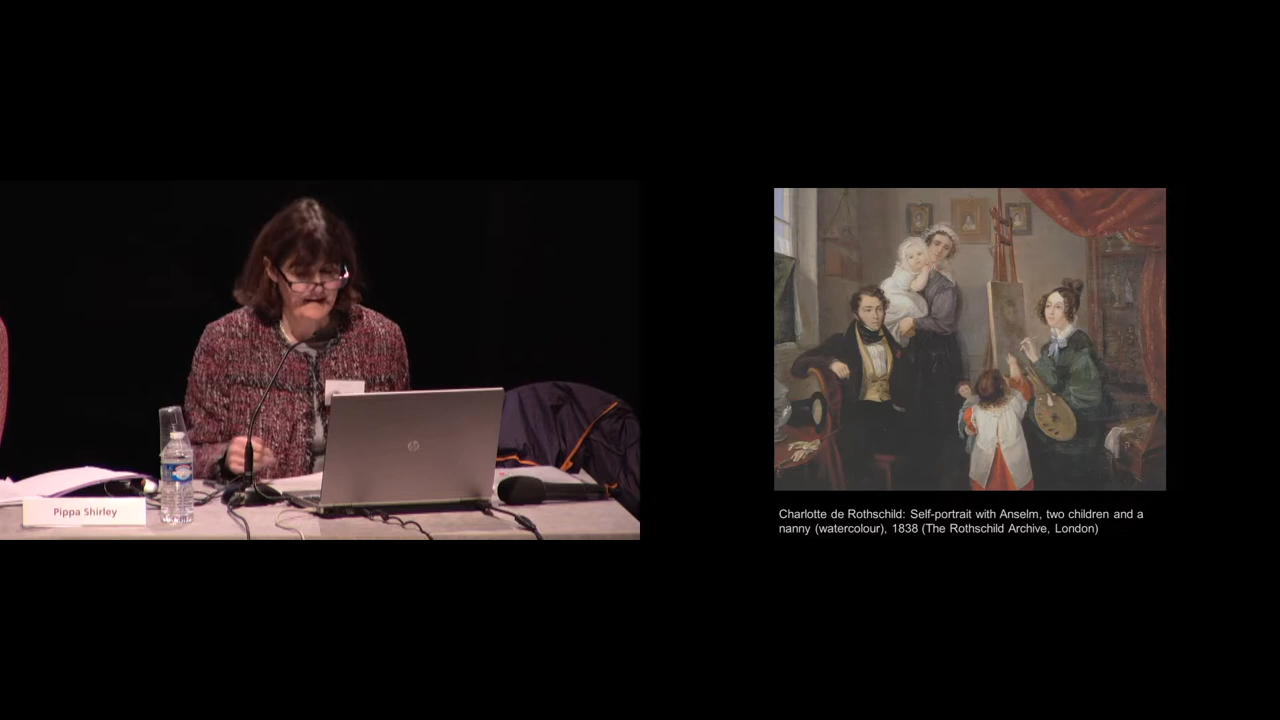 Pippa Shirley
hp
Charlotte de Rothschild: Self-portrait with Anselm, two children and a
nanny (watercolour), 1838 (The Rothschild Archive, London)